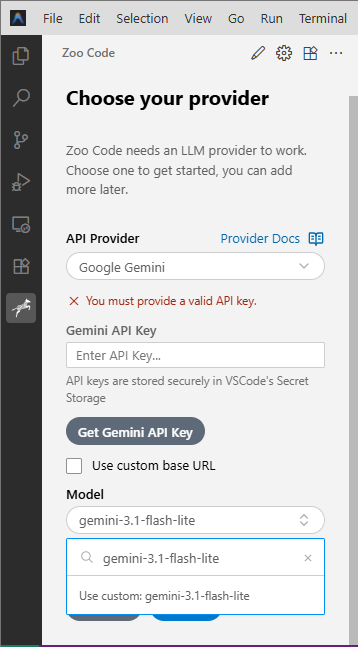 File Edit Selection View Go Run Terminal
Zoo Code
Choose your provider
Zoo Code needs an LLM provider to work.
Choose one to get started, you can add
more later.
API Provider Provider Docs
Google Gemini
You must provide a valid API key.
Gemini API Key
Enter API Key...
API keys are stored securely in VSCode's Secret
Storage
Get Gemini API Key
Use custom base URL
Model
gemini-3.1-flash-lite
gemini-3.1-flash-lite
Use custom: gemini-3.1-flash-lite